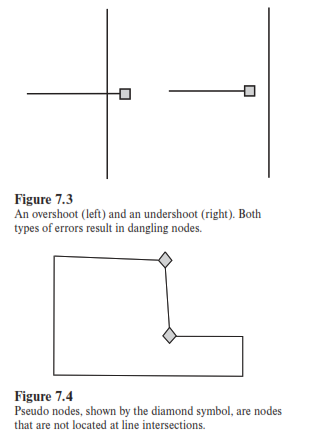 Figure 7.3
An overshoot (left) and an undershoot (right). Both
types of errors result in dangling nodes.
Figure 7.4
Pseudo nodes, shown by the diamond symbol, are nodes
that are not located at line intersections.